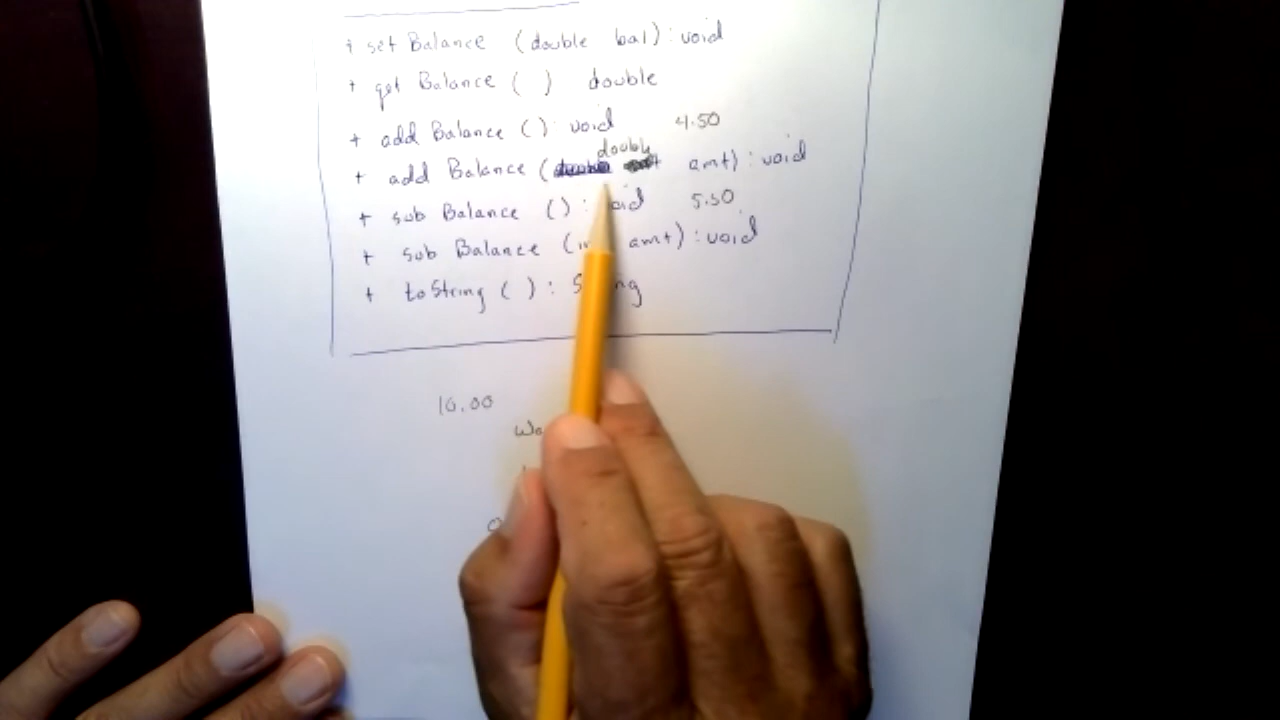 + set Balance (double bal) : void
+ get Balance ( ) double
+ add Balance () void 4.50
+ add Balance (double amt) : void
+ sub Balance () : 5.50
+ sub Balance ( amt) : void
+ toString ( ) :
10.00